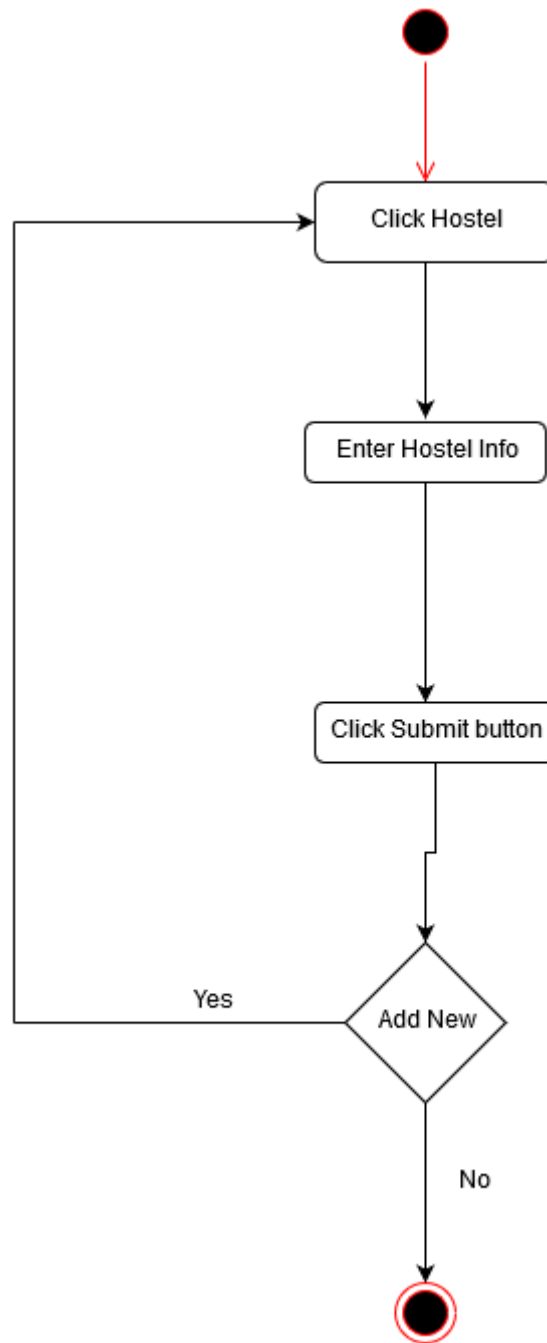 Click Hostel
Enter Hostel Info
Click Submit button
Add New
Yes
No